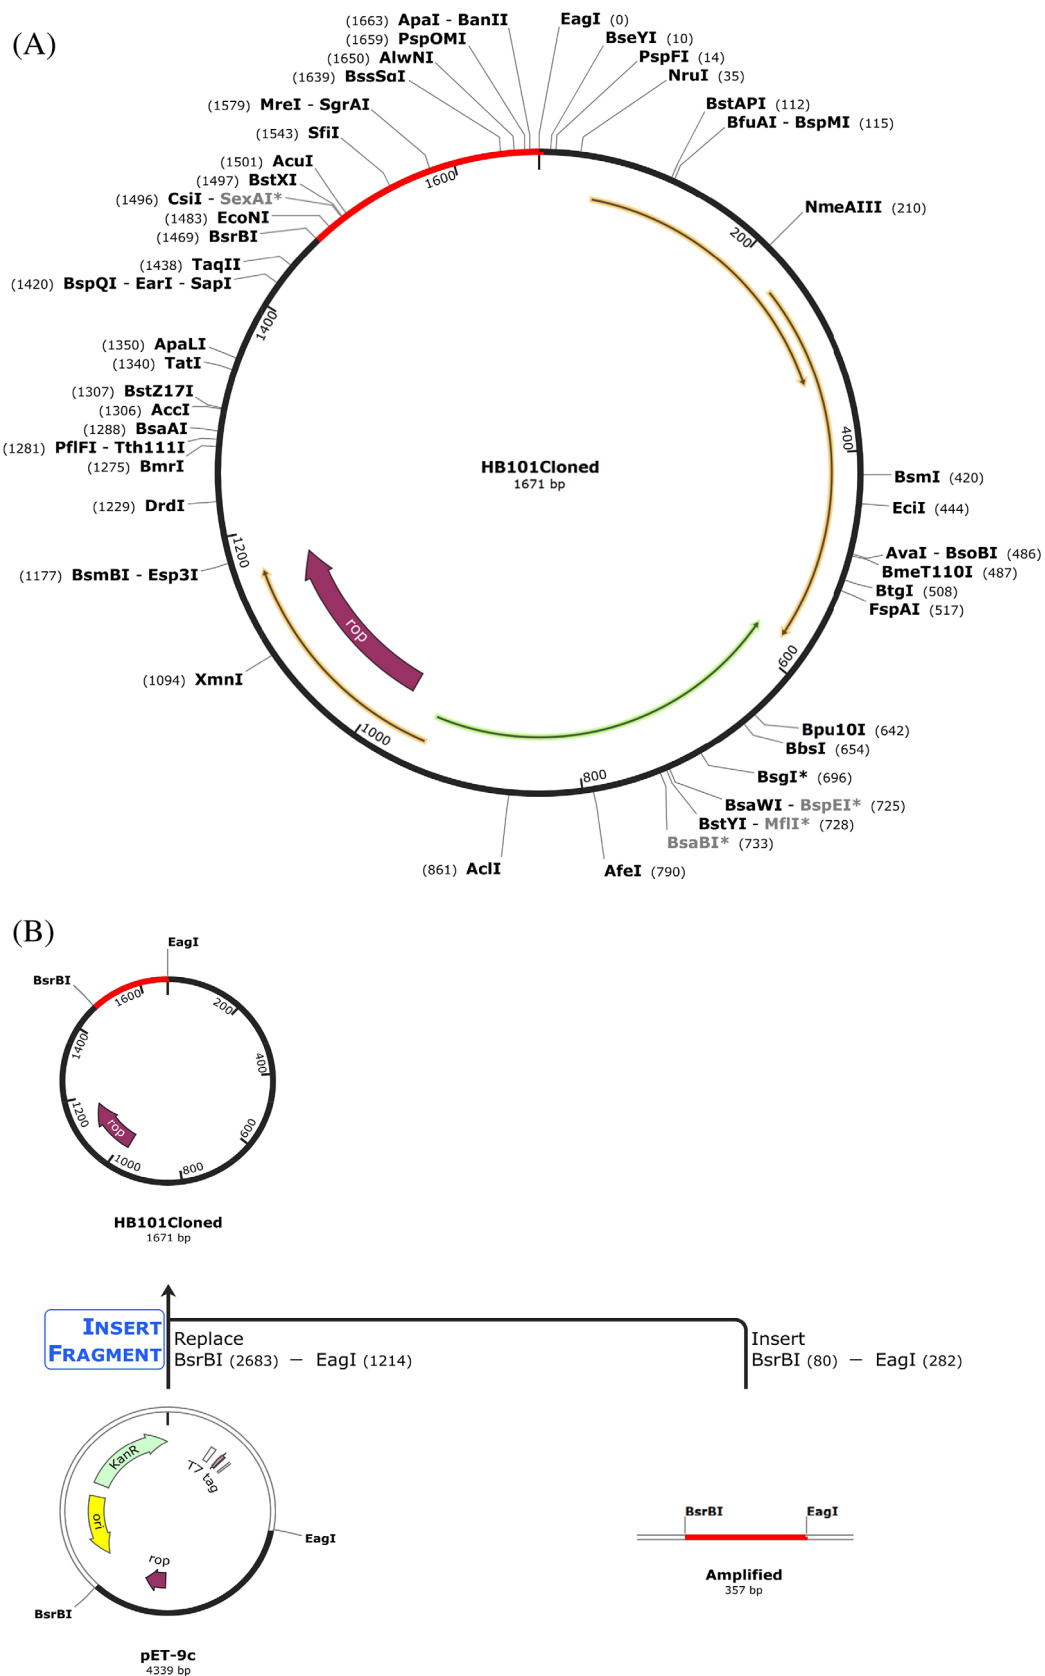 (A)
(1663) ApaI - BanII
(1659) PspOMI
(1650) AlwNI
(1639) BssSαI
(1579) MreI - SgrAI
(1543) SfiI
(1501) AcuI
(1497) BstXI
(1496) CsiI - SexAI*
(1483) EcoNI
(1469) BsrBI
(1438) TaqII
(1420) BspQI - EarI - SapI
(1350) ApaLI
(1340) TatI
(1307) BstZ17I
(1306) AccI
(1288) BsaAI
(1281) PflFI - Tth111I
(1275) BmrI
(1229) DrdI
(1177) BsmBI - Esp3I
(1094) XmnI
(861) AclI
EagI (0)
BseYI (10)
PspFI (14)
NruI (35)
BstAPI (112)
BfuAI - BspMI (115)
NmeAIII (210)
BsmI (420)
EciI (444)
AvaI - BsoBI (486)
BmeT110I (487)
BtgI (508)
FspAI (517)
Bpu10I (642)
BbsI (654)
BsgI* (696)
BsaWI - BspEI* (725)
BstYI - MflI* (728)
BsaBI* (733)
AfeI (790)
200
400
600
800
1000
1200
1400
1600
HB101Cloned
1671 bp
rop
(B)
EagI
BsrBI
200
400
600
800
1000
1200
1400
1600
rop
HB101Cloned
1671 bp
INSERT
FRAGMENT
Replace
BsrBI (2683) — EagI (1214)
Insert
BsrBI (80) — EagI (282)
KanR
T7 tag
ori
rop
EagI
BsrBI
pET-9c
4339 bp
BsrBI
EagI
Amplified
357 bp